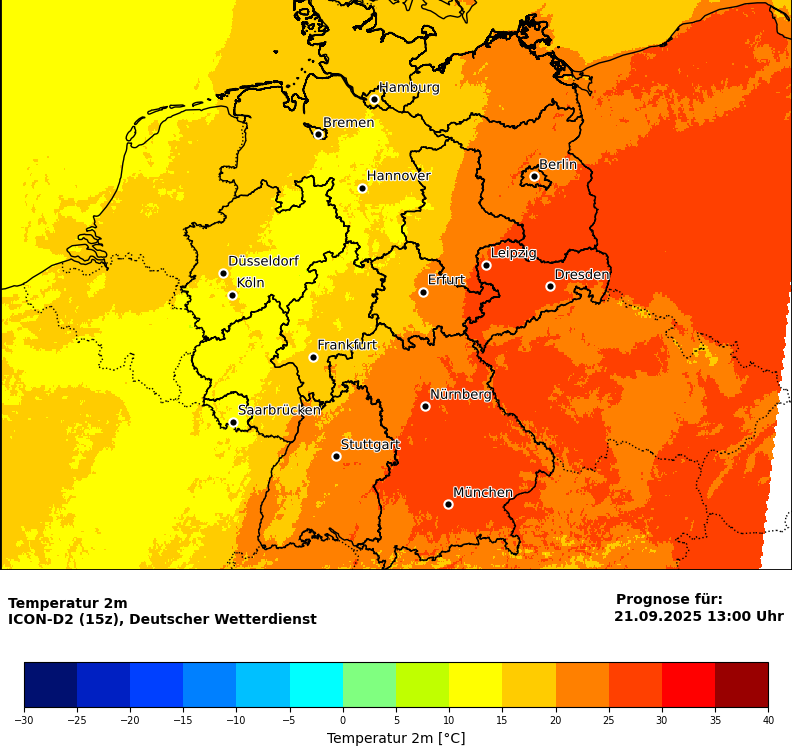 Hamburg
Bremen
Berlin
Hannover
Leipzig
Düsseldorf
Dresden
Köln
Erfurt
Frankfurt
Nürnberg
Saarbrücken
Stuttgart
München
Temperatur 2m
ICON-D2 (15z), Deutscher Wetterdienst
Prognose für:
21.09.2025 13:00 Uhr
−30 −25 −20 −15 −10 −5 0 5 10 15 20 25 30 35 40
Temperatur 2m [°C]